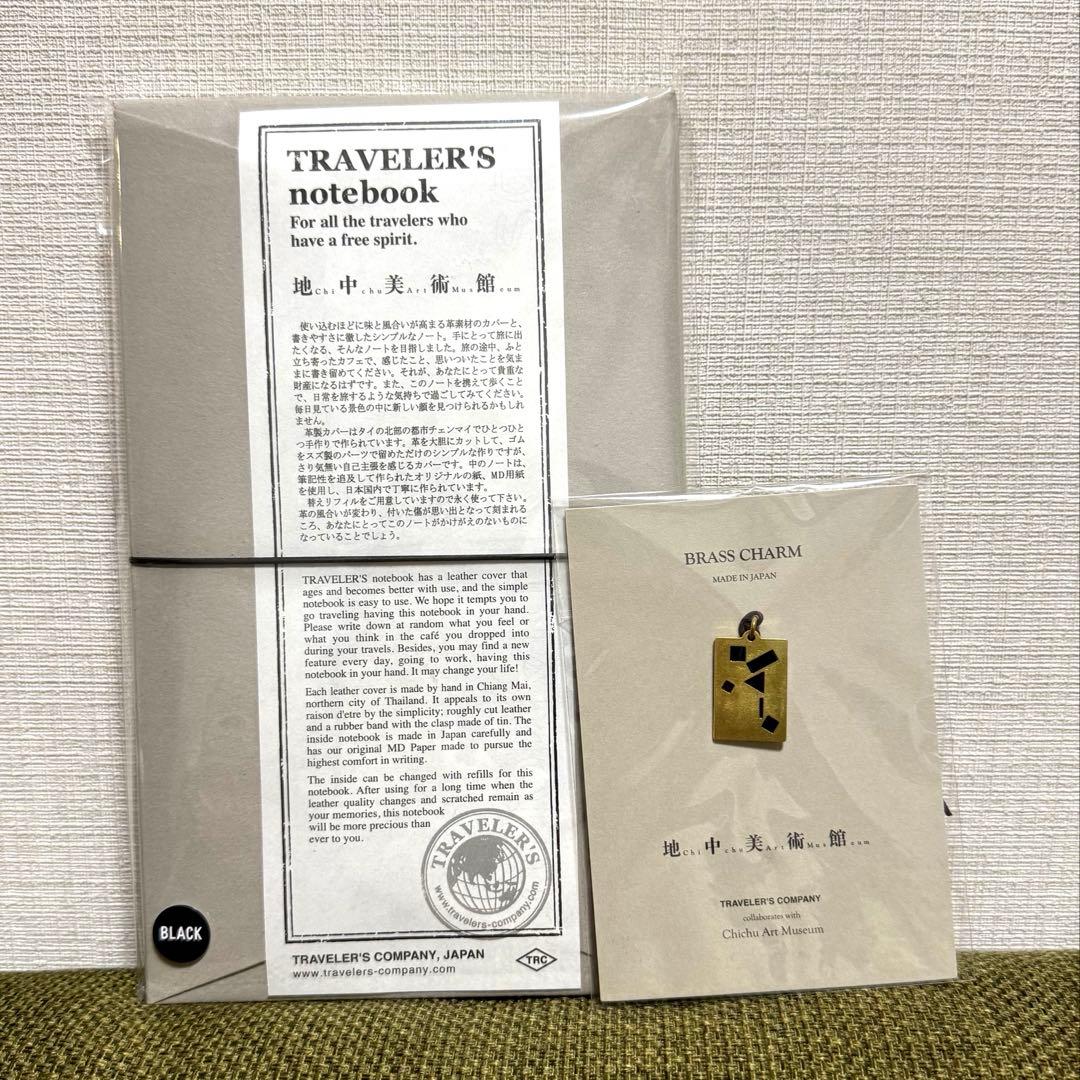 TRAVELER'S
notebook
For all the travelers who
have a free spirit.
地Chi中chu美Art術Mus館eum
使い込むほどに味と風合いが高まる革素材のカバーと、
書きやすさに徹したシンプルなノート。手にとって旅に出
たくなる、そんなノートを目指しました。旅の途中、ふと
立ち寄ったカフェで、感じたこと、思いついたことを気ま
まに書き留めてください。それが、あなたにとって貴重な
財産になるはずです。また、このノートを携えて歩くこと
で、日常を旅するような気持ちで過ごしてみてください。
毎日見ている景色の中に新しい顔を見つけられるかもしれ
ません。
革製カバーはタイの北部の都市チェンマイでひとつひと
つ手作りで作られています。革を大胆にカットして、ゴム
をスズ製のパーツで留めただけのシンプルな作りですが、
さり気無い自己主張を感じるカバーです。中のノートは、
筆記性を追及して作られたオリジナルの紙、MD用紙
を使用し、日本国内で丁寧に作られています。
替えリフィルをご用意していますので永く使って下さい。
革の風合いが変わり、付いた傷が思い出となって刻まれる
ころ、あなたにとってこのノートがかけがえのないものに
なっていることでしょう。
TRAVELER'S notebook has a leather cover that
ages and becomes better with use, and the simple
notebook is easy to use. We hope it tempts you to
go traveling having this notebook in your hand.
Please write down at random what you feel or
what you think in the café you dropped into
during your travels. Besides, you may find a new
feature every day, going to work, having this
notebook in your hand. It may change your life!
Each leather cover is made by hand in Chiang Mai,
northern city of Thailand. It appeals to its own
raison d'etre by the simplicity; roughly cut leather
and a rubber band with the clasp made of tin. The
inside notebook is made in Japan carefully and
has our original MD Paper made to pursue the
highest comfort in writing.
The inside can be changed with refills for this
notebook. After using for a long time when the
leather quality changes and scratched remain as
your memories, this notebook
will be more precious than
ever to you.
TRAVELER'S
www.travelers-company.com
BLACK
TRAVELER'S COMPANY, JAPAN
www.travelers-company.com
TRC
BRASS CHARM
MADE IN JAPAN
地Chi中chu美Art術Mus館eum
TRAVELER'S COMPANY
collaborates with
Chichu Art Museum